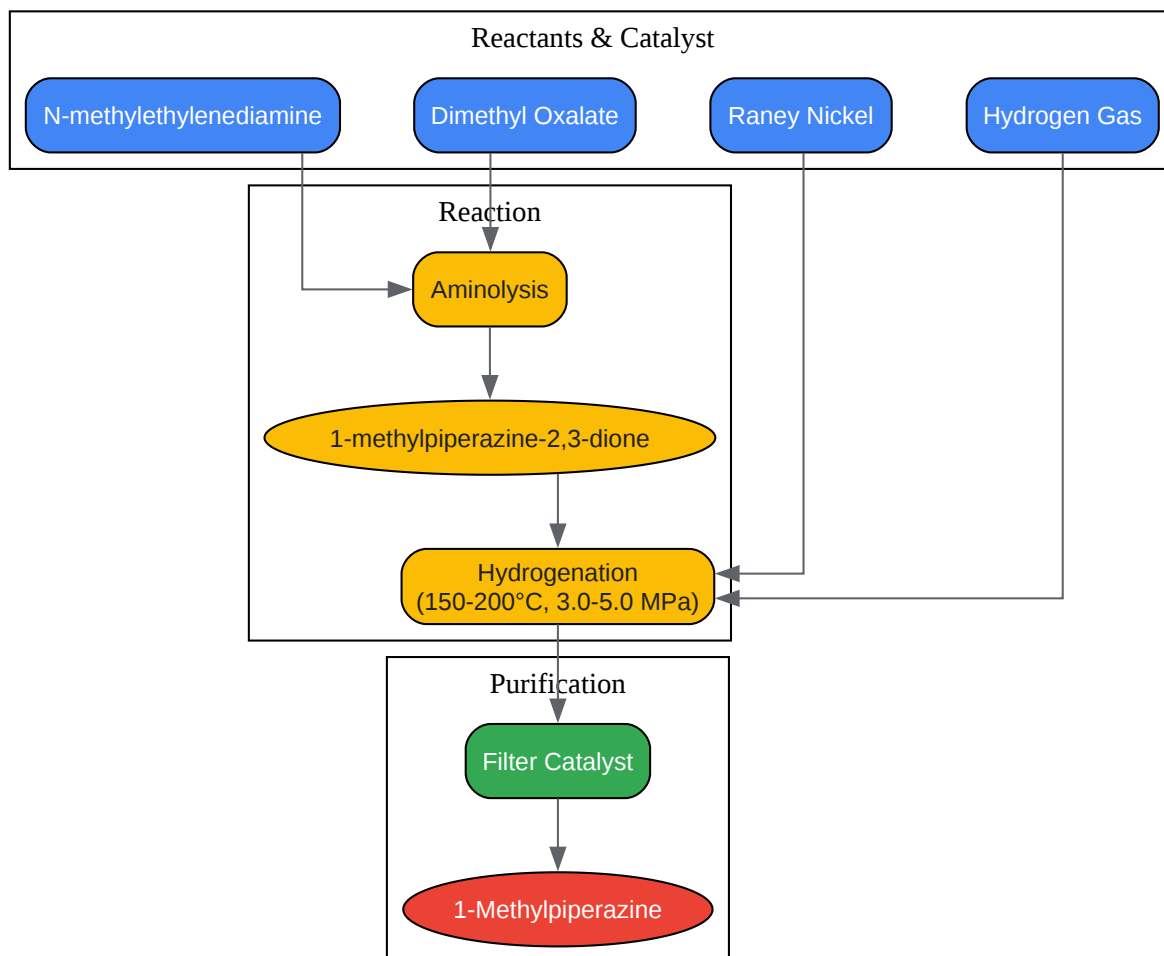 Reactants & Catalyst
N-methylethylenediamine
Dimethyl Oxalate
Raney Nickel
Hydrogen Gas
Reaction
Aminolysis
1-methylpiperazine-2,3-dione
Hydrogenation
(150-200°C, 3.0-5.0 MPa)
Purification
Filter Catalyst
1-Methylpiperazine